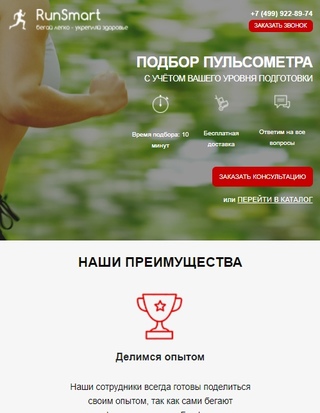 RunSmart
бегай легко - укрепляй здоровье
+7 (499) 922-89-74
ЗАКАЗАТЬ ЗВОНОК
ПОДБОР ПУЛЬСОМЕТРА
С УЧЁТОМ ВАШЕГО УРОВНЯ ПОДГОТОВКИ
Время подбора: 10
минут
Бесплатная
доставка
Ответим на все
вопросы
ЗАКАЗАТЬ КОНСУЛЬТАЦИЮ
или ПЕРЕЙТИ В КАТАЛОГ
НАШИ ПРЕИМУЩЕСТВА
Делимся опытом
Наши сотрудники всегда готовы поделиться
своим опытом, так как сами бегают